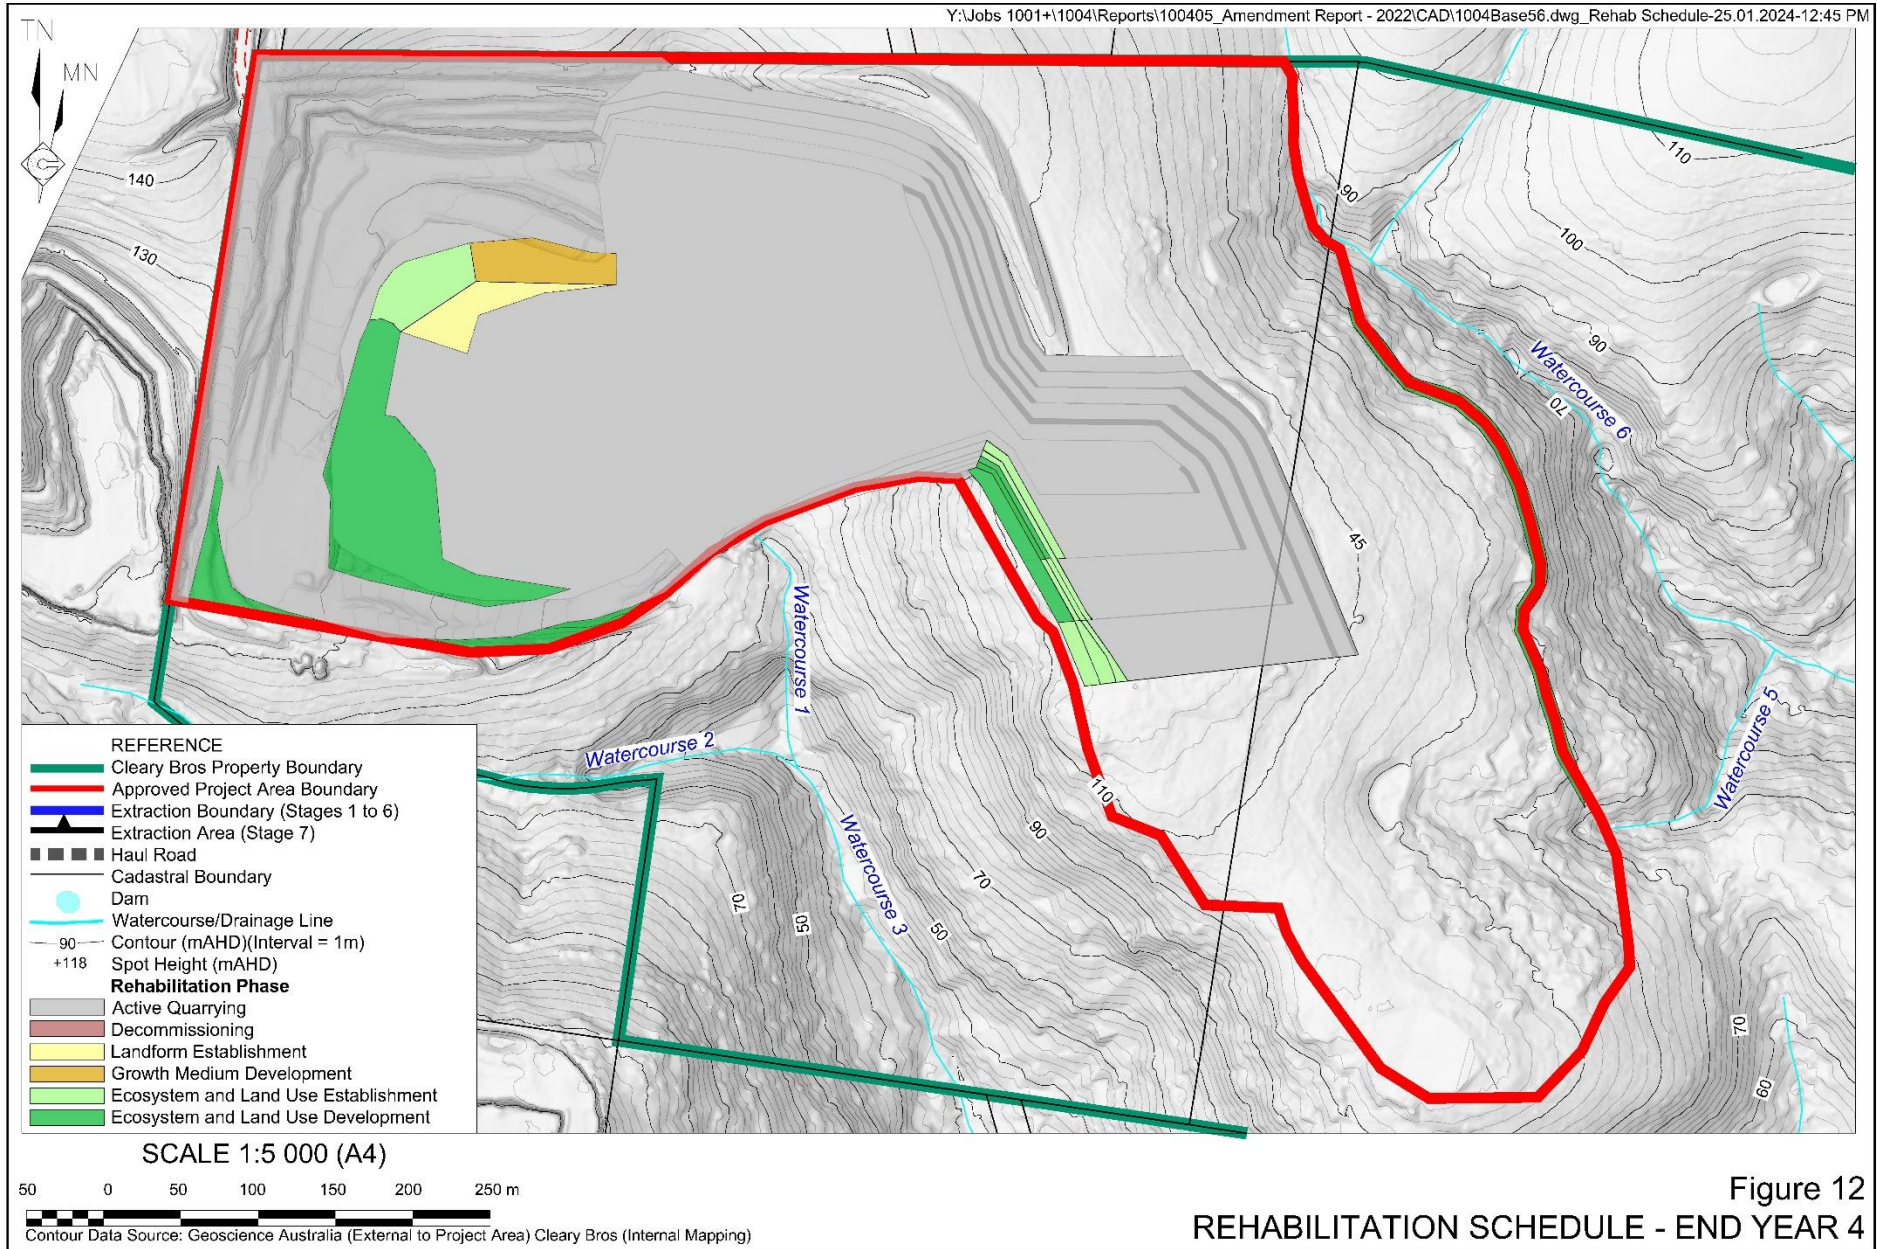 Y:\Jobs 1001+\1004\Reports\100405_Amendment Report - 2022\CAD\1004Base56.dwg_Rehab Schedule-25.01.2024-12:45 PM
TN
MN
140
130
110
90
100
90
70
Watercourse 6
45
Watercourse 1
Watercourse 2
Watercourse 3
Watercourse 5
110
90
70
50
70
50
70
60
REFERENCE
Cleary Bros Property Boundary
Approved Project Area Boundary
Extraction Boundary (Stages 1 to 6)
Extraction Area (Stage 7)
Haul Road
Cadastral Boundary
Dam
Watercourse/Drainage Line
90 Contour (mAHD)(Interval = 1m)
+118 Spot Height (mAHD)
Rehabilitation Phase
Active Quarrying
Decommissioning
Landform Establishment
Growth Medium Development
Ecosystem and Land Use Establishment
Ecosystem and Land Use Development
SCALE 1:5 000 (A4)
50 0 50 100 150 200 250 m
Contour Data Source: Geoscience Australia (External to Project Area) Cleary Bros (Internal Mapping)
Figure 12
REHABILITATION SCHEDULE - END YEAR 4